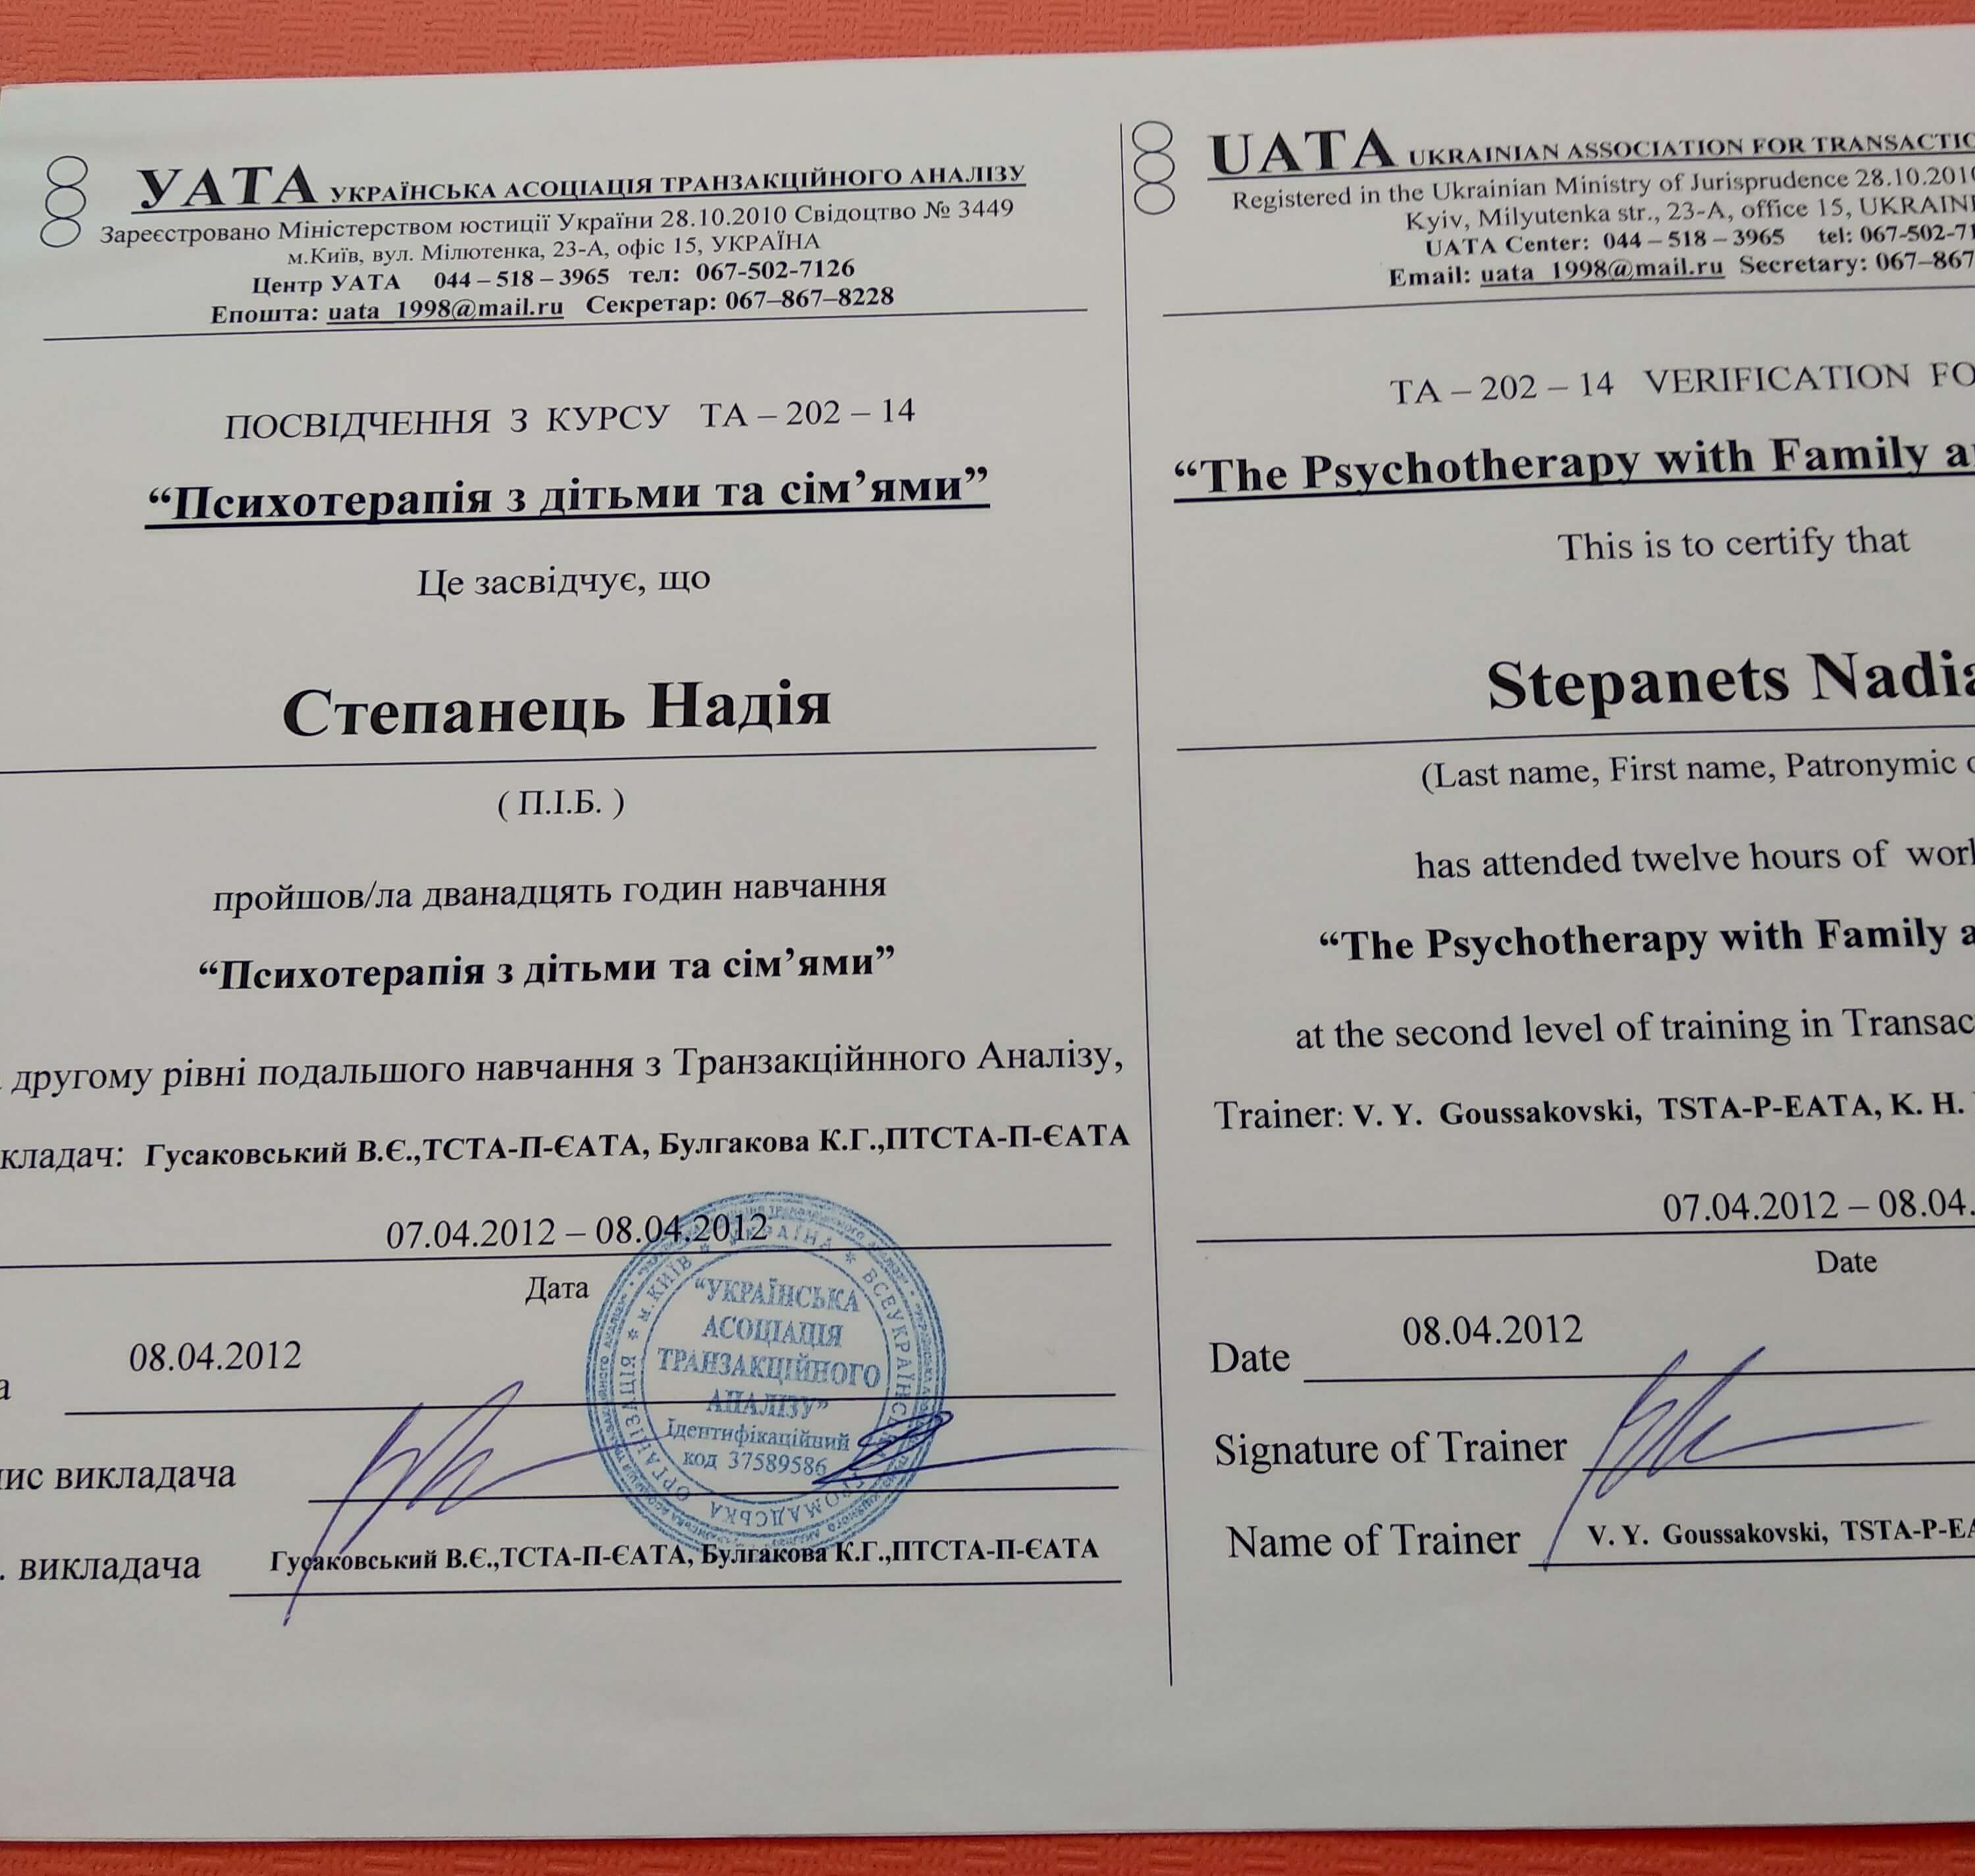 УАТА УКРАЇНСЬКА АСОЦІАЦІЯ ТРАНЗАКЦІЙНОГО АНАЛІЗУ
Зареєстровано Міністерством юстиції України 28.10.2010 Свідоцтво № 3449
м.Київ, вул. Мілютенка, 23-А, офіс 15, УКРАЇНА
Центр УАТА 044 – 518 – 3965 тел: 067-502-7126
Епошта: uata_1998@mail.ru Секретар: 067–867–8228
ПОСВІДЧЕННЯ З КУРСУ ТА – 202 – 14
“Психотерапія з дітьми та сім’ями”
Це засвідчує, що
Степанець Надія
( П.І.Б. )
пройшов/ла дванадцять годин навчання
“Психотерапія з дітьми та сім’ями”
другому рівні подальшого навчання з Транзакційнного Аналізу,
кладач: Гусаковський В.Є.,ТСТА-П-ЄАТА, Булгакова К.Г.,ПТСТА-П-ЄАТА
07.04.2012 – 08.04.2012
Дата
08.04.2012
а
пис викладача
. викладача Гусаковський В.Є.,ТСТА-П-ЄАТА, Булгакова К.Г.,ПТСТА-П-ЄАТА
“УКРАЇНСЬКА
АСОЦІАЦІЯ
ТРАНЗАКЦІЙНОГО
АНАЛІЗУ”
Ідентифікаційний
код 37589586
м.КИЇВ * УКРАЇНА * ВСЕУКРАЇНСЬКА ГРОМАДСЬКА ОРГАНІЗАЦІЯ *
UATA UKRAINIAN ASSOCIATION FOR TRANSACTIO
Registered in the Ukrainian Ministry of Jurisprudence 28.10.2010
Kyiv, Milyutenka str., 23-A, office 15, UKRAINE
UATA Center: 044 – 518 – 3965 tel: 067-502-71
Email: uata_1998@mail.ru Secretary: 067–867
TA – 202 – 14 VERIFICATION FO
“The Psychotherapy with Family a
This is to certify that
Stepanets Nadia
(Last name, First name, Patronymic o
has attended twelve hours of work
“The Psychotherapy with Family a
at the second level of training in Transac
Trainer: V. Y. Goussakovski, TSTA-P-EATA, K. H.
07.04.2012 – 08.04.
Date
Date 08.04.2012
Signature of Trainer
Name of Trainer V. Y. Goussakovski, TSTA-P-EA